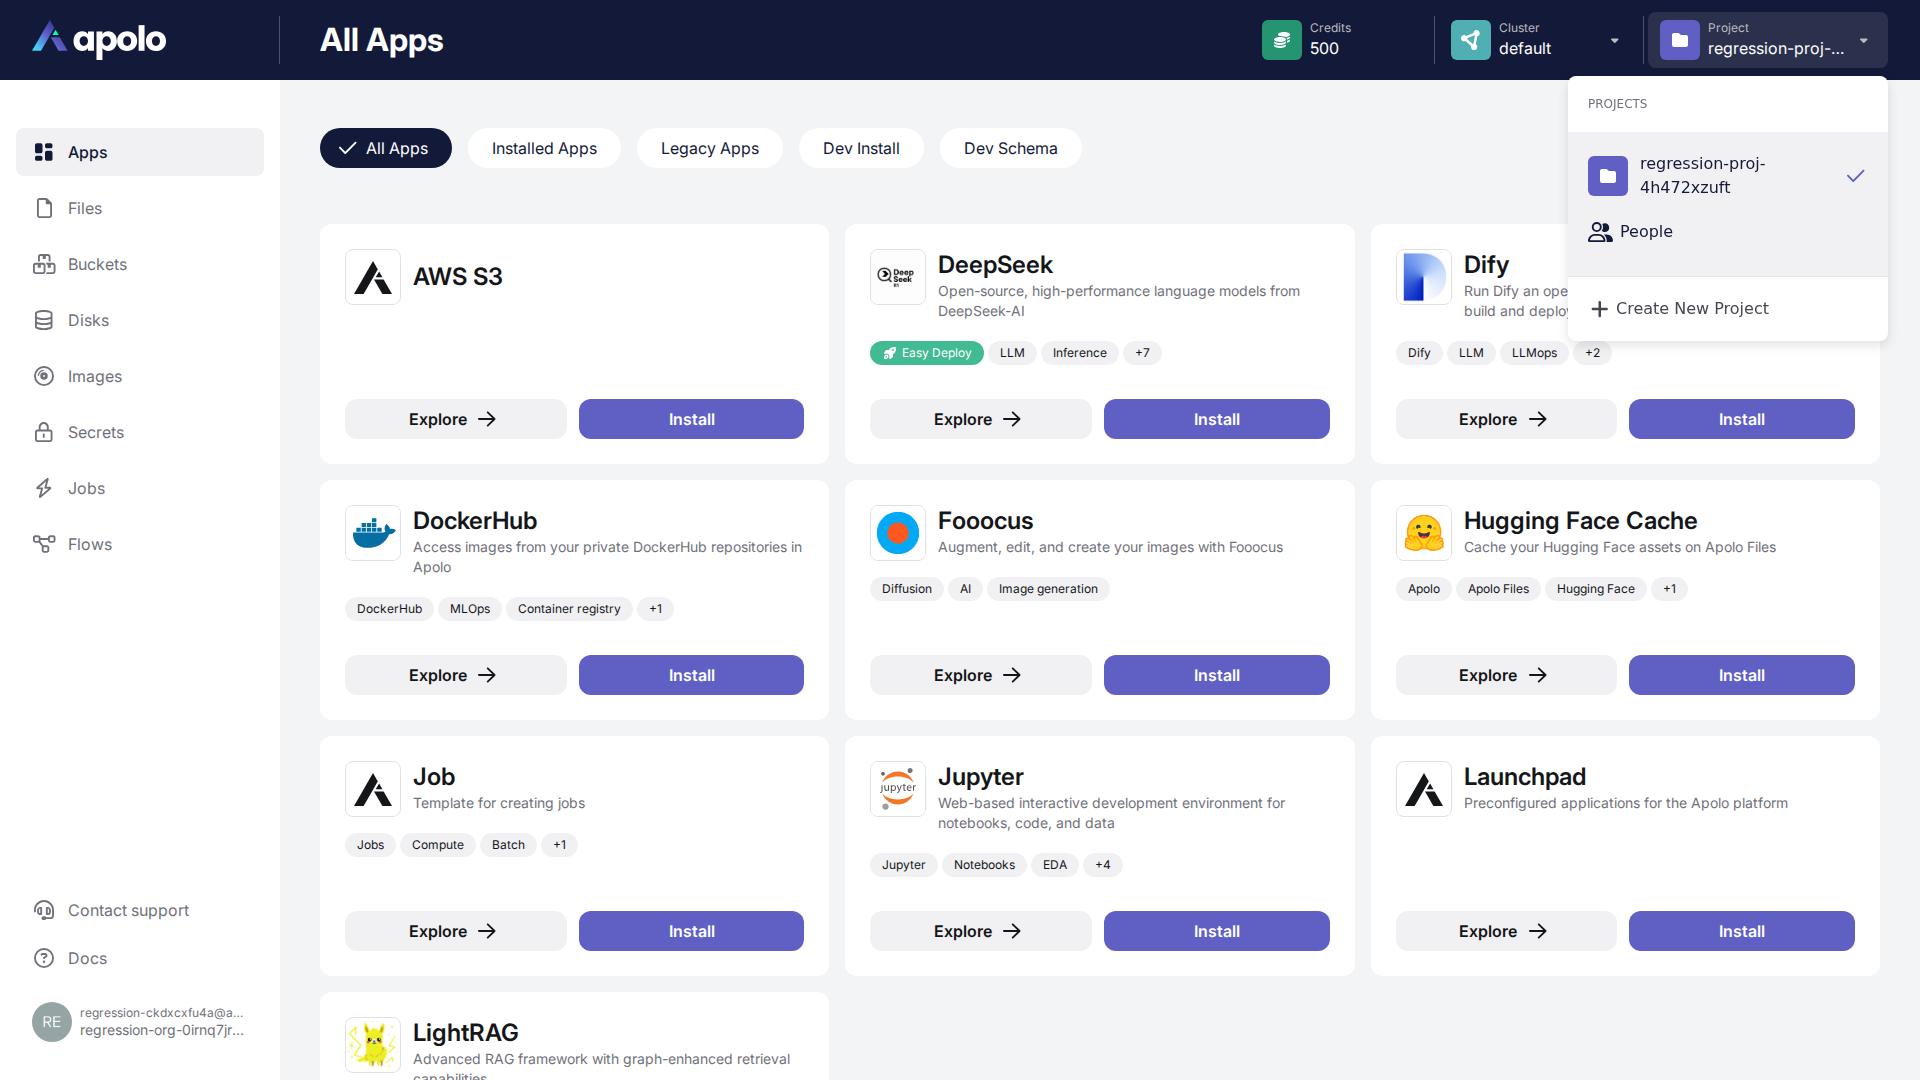 apolo
All Apps
Credits
500
Cluster
default
Project
regression-proj-...
PROJECTS
regression-proj-
4h472xzuft
People
Create New Project
Apps
Files
Buckets
Disks
Images
Secrets
Jobs
Flows
Contact support
Docs
RE
regression-ckdxcxfu4a@a...
regression-org-0irnq7jr...
All Apps
Installed Apps
Legacy Apps
Dev Install
Dev Schema
AWS S3
Explore
Install
DeepSeek
Open-source, high-performance language models from
DeepSeek-AI
Easy Deploy
LLM
Inference
+7
Explore
Install
Dify
Run Dify an ope
build and deploy
Dify
LLM
LLMops
+2
Explore
Install
DockerHub
Access images from your private DockerHub repositories in
Apolo
DockerHub
MLOps
Container registry
+1
Explore
Install
Fooocus
Augment, edit, and create your images with Fooocus
Diffusion
AI
Image generation
Explore
Install
Hugging Face Cache
Cache your Hugging Face assets on Apolo Files
Apolo
Apolo Files
Hugging Face
+1
Explore
Install
Job
Template for creating jobs
Jobs
Compute
Batch
+1
Explore
Install
jupyter
Jupyter
Web-based interactive development environment for
notebooks, code, and data
Jupyter
Notebooks
EDA
+4
Explore
Install
Launchpad
Preconfigured applications for the Apolo platform
Explore
Install
LightRAG
Advanced RAG framework with graph-enhanced retrieval
capabilities